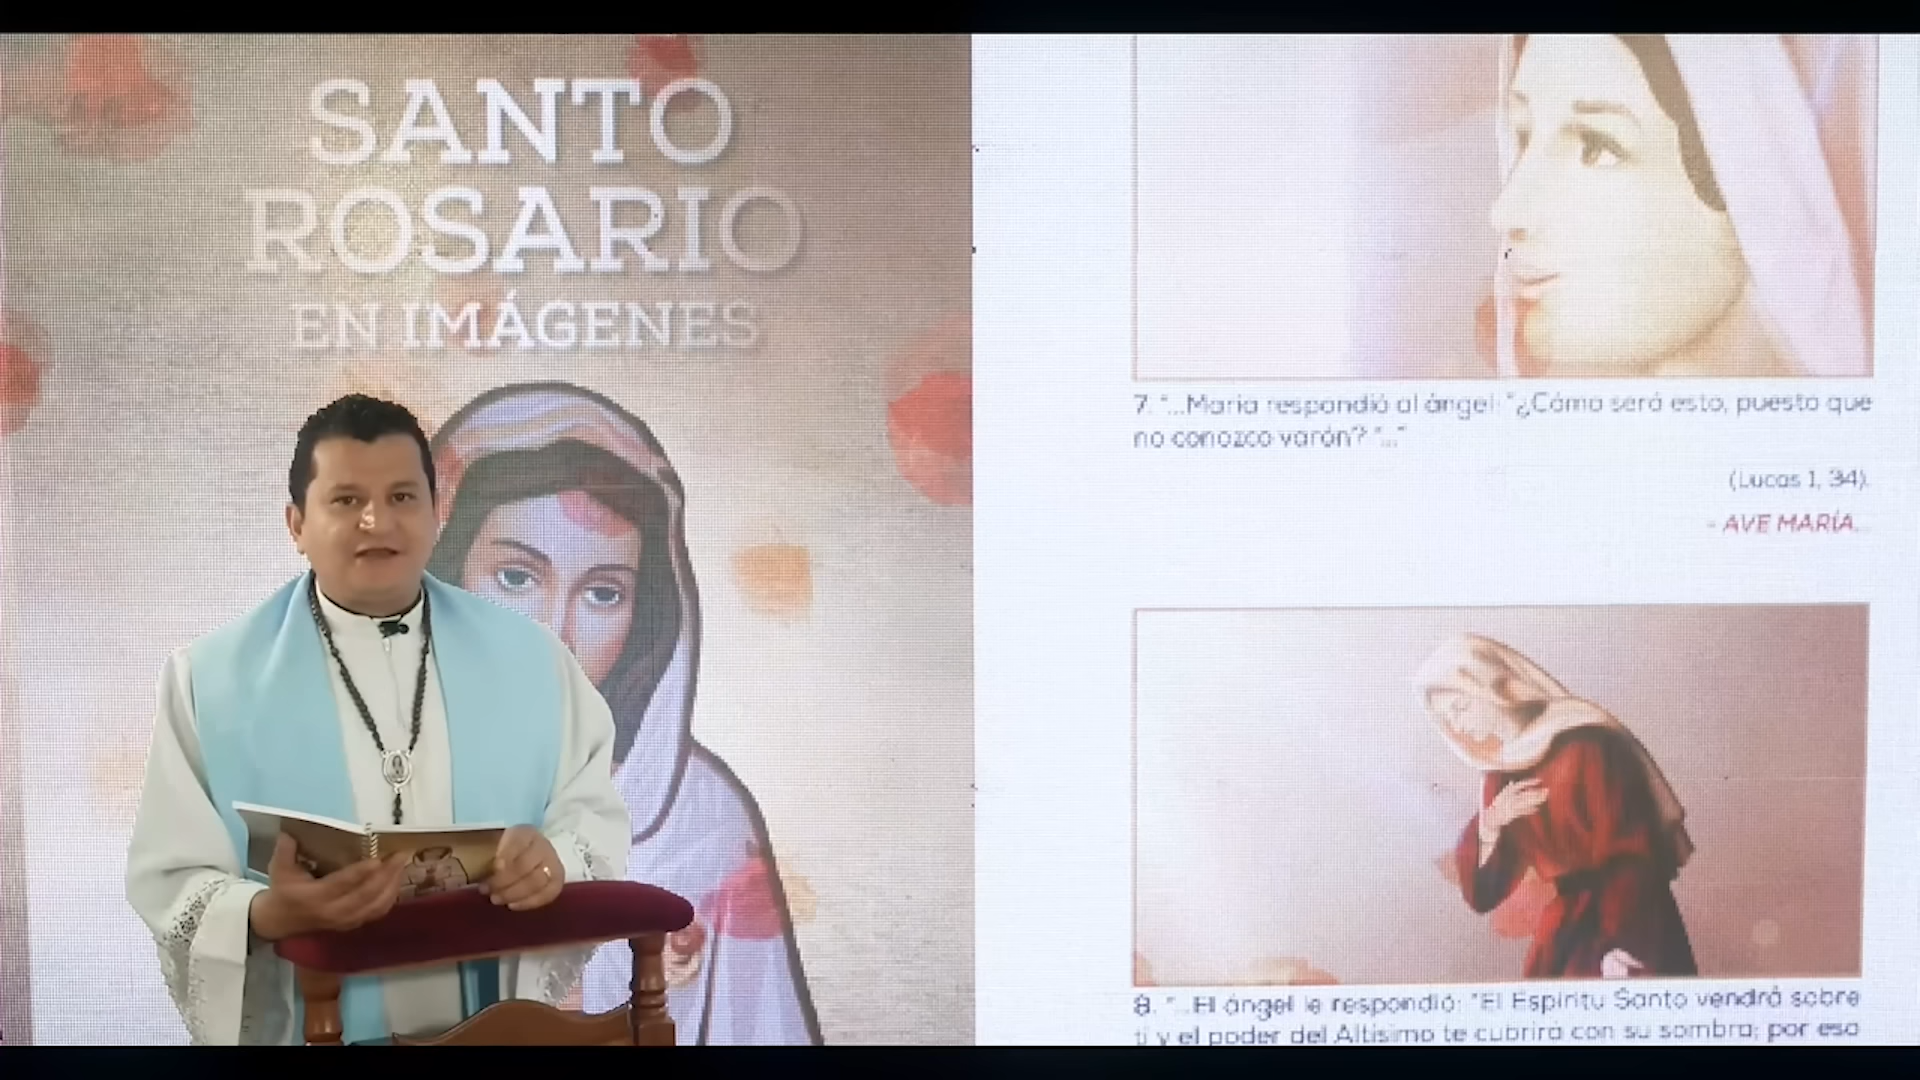 SANTO
ROSARIO
EN IMÁGENES
7. "...María respondió al ángel: "¿Cómo será esto, puesto que
no conozco varón? "..."
(Lucas 1, 34).
- AVE MARÍA...
8. "...El ángel le respondió: "El Espíritu Santo vendrá sobre
ti y el poder del Altísimo te cubrirá con su sombra; por eso